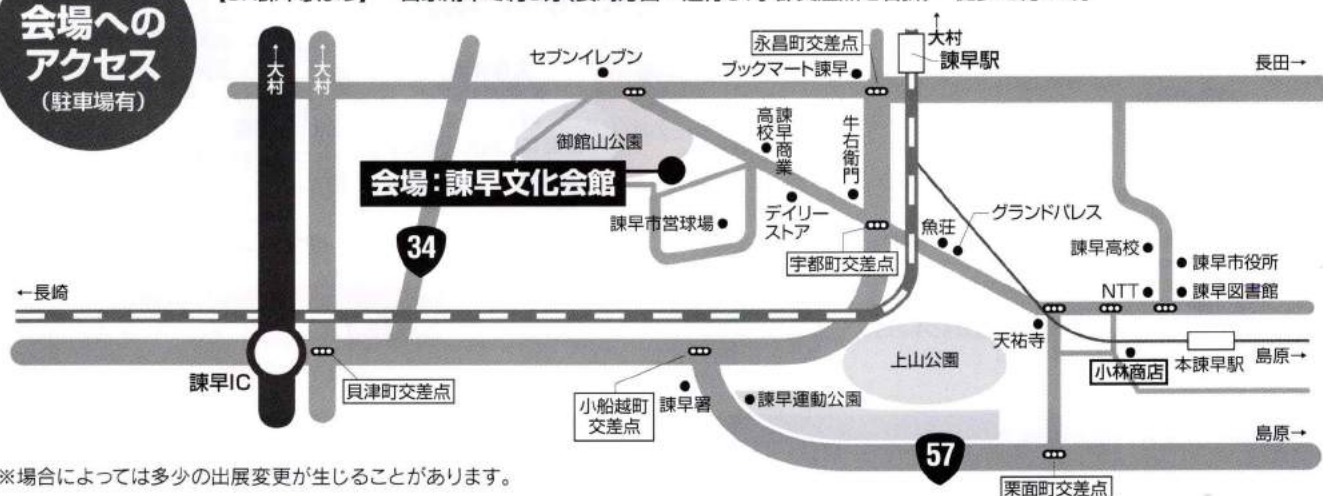 会場への
アクセス
(駐車場有)
←大村
←大村
セブンイレブン
永昌町交差点
ブックマート諫早
←大村
諫早駅
長田→
御館山公園
諫早商業
高校
牛右衛門
会場:諫早文化会館
諫早市営球場
デイリー
ストア
宇都町交差点
魚荘
グランドパレス
諫早高校
諫早市役所
NTT
諫早図書館
34
←長崎
諫早IC
貝津町交差点
小船越町
交差点
諫早署
諫早運動公園
上山公園
天祐寺
小林商店
本諫早駅
島原→
島原→
57
栗面町交差点
※場合によっては多少の出展変更が生じることがあります。